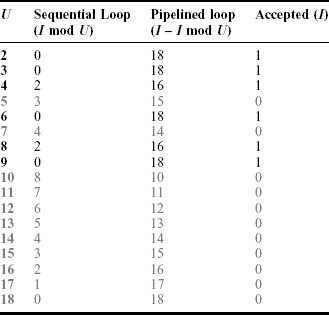 U Sequential Loop Pipelined loop Accepted (I)
(I mod U) (I – I mod U)
2 0 18 1
3 0 18 1
4 2 16 1
5 3 15 0
6 0 18 1
7 4 14 0
8 2 16 1
9 0 18 1
10 8 10 0
11 7 11 0
12 6 12 0
13 5 13 0
14 4 14 0
15 3 15 0
16 2 16 0
17 1 17 0
18 0 18 0